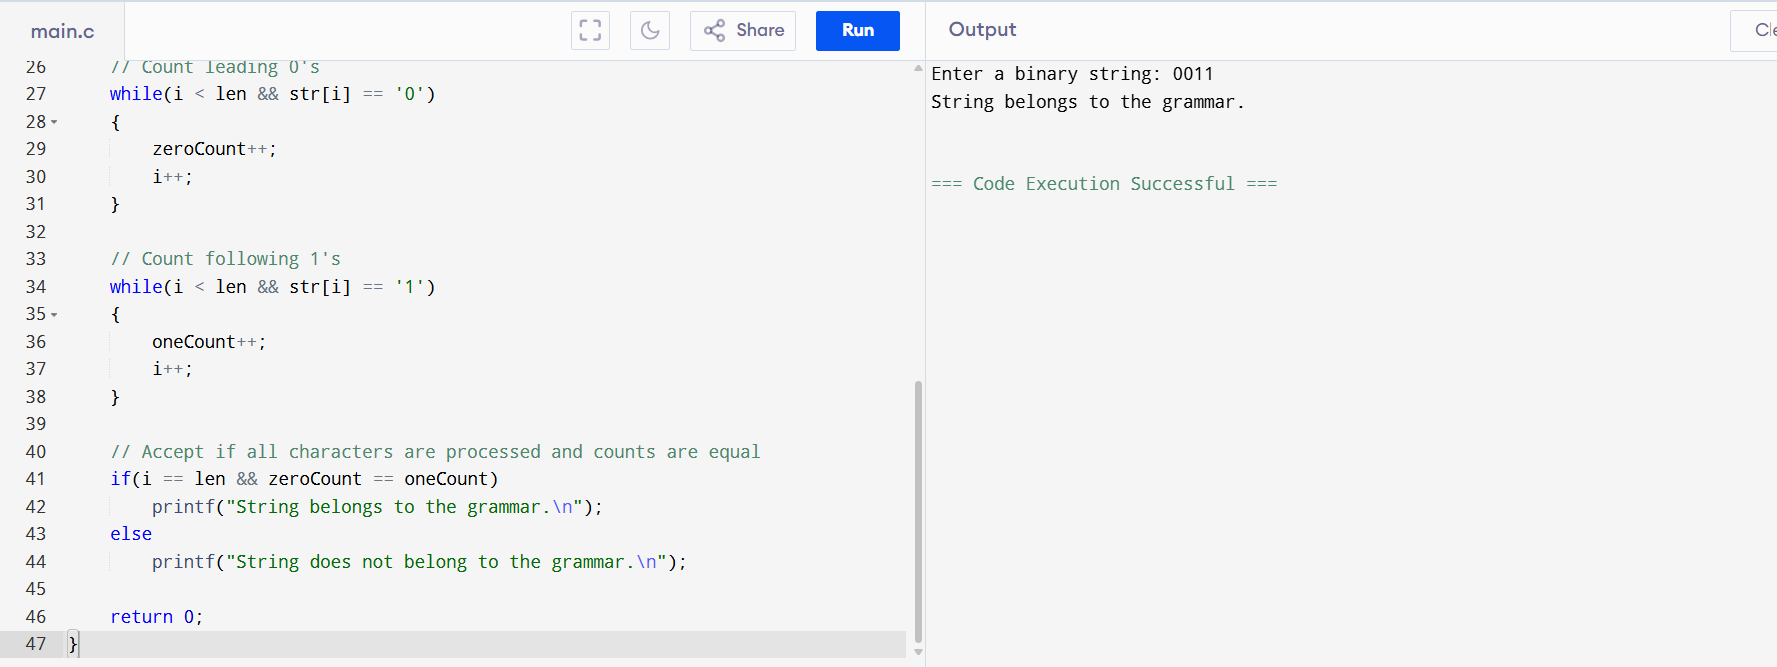 main.c
Share
Run
Output
26 // Count leading 0's
27 while(i < len && str[i] == '0')
28 {
29 zeroCount++;
30 i++;
31 }
32
33 // Count following 1's
34 while(i < len && str[i] == '1')
35 {
36 oneCount++;
37 i++;
38 }
39
40 // Accept if all characters are processed and counts are equal
41 if(i == len && zeroCount == oneCount)
42 printf("String belongs to the grammar.\n");
43 else
44 printf("String does not belong to the grammar.\n");
45
46 return 0;
47 }
Enter a binary string: 0011
String belongs to the grammar.
=== Code Execution Successful ===